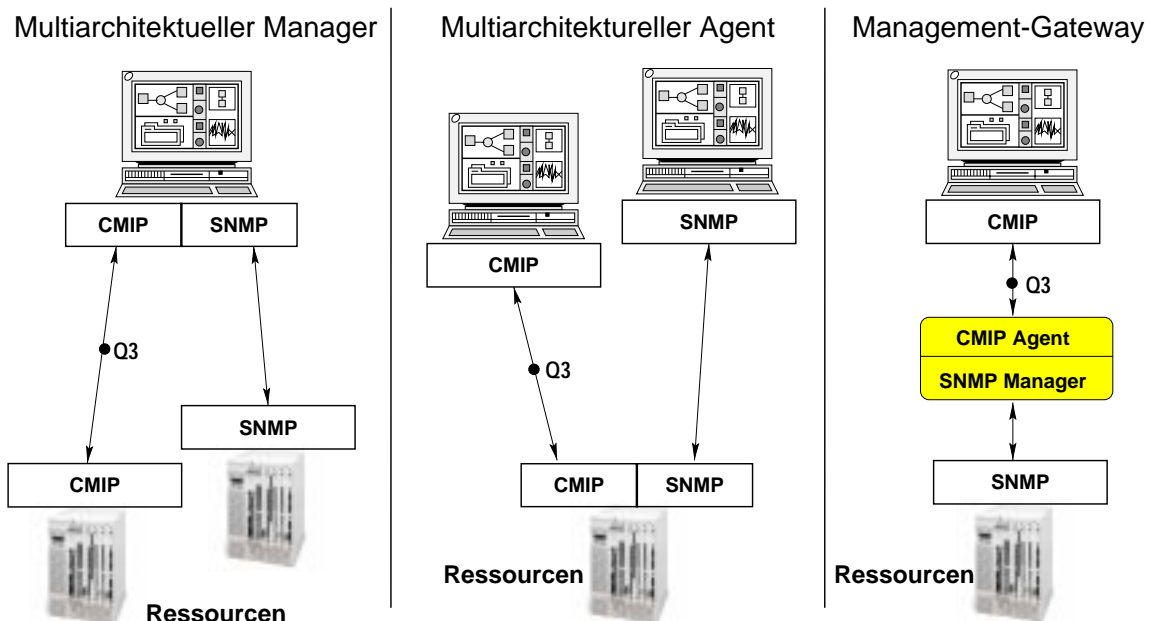 Multiarchitektueller Manager
CMIP SNMP
Q3
SNMP
CMIP
Ressourcen
Multiarchitektureller Agent
SNMP
CMIP
Q3
CMIP SNMP
Ressourcen
Management-Gateway
CMIP
Q3
CMIP Agent
SNMP Manager
SNMP
Ressourcen